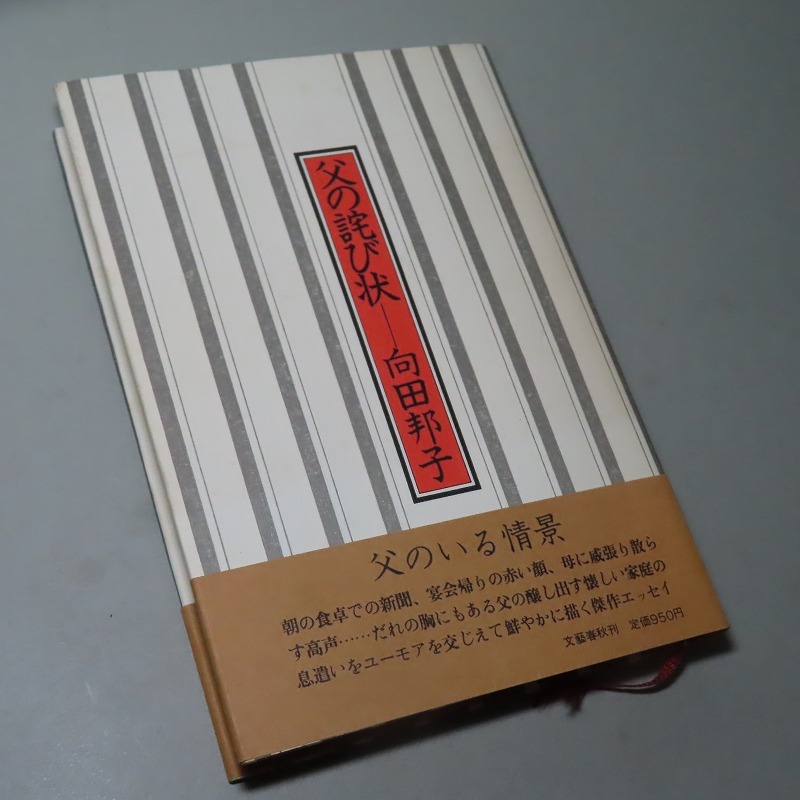 父の詫び状――向田邦子
父のいる情景
朝の食卓での新聞、宴会帰りの赤い顔、母に威張り散ら
す高声……だれの胸にもある父の醸し出す懐しい家庭の
息遣いをユーモアを交じえて鮮やかに描く傑作エッセイ
文藝春秋刊 定価950円